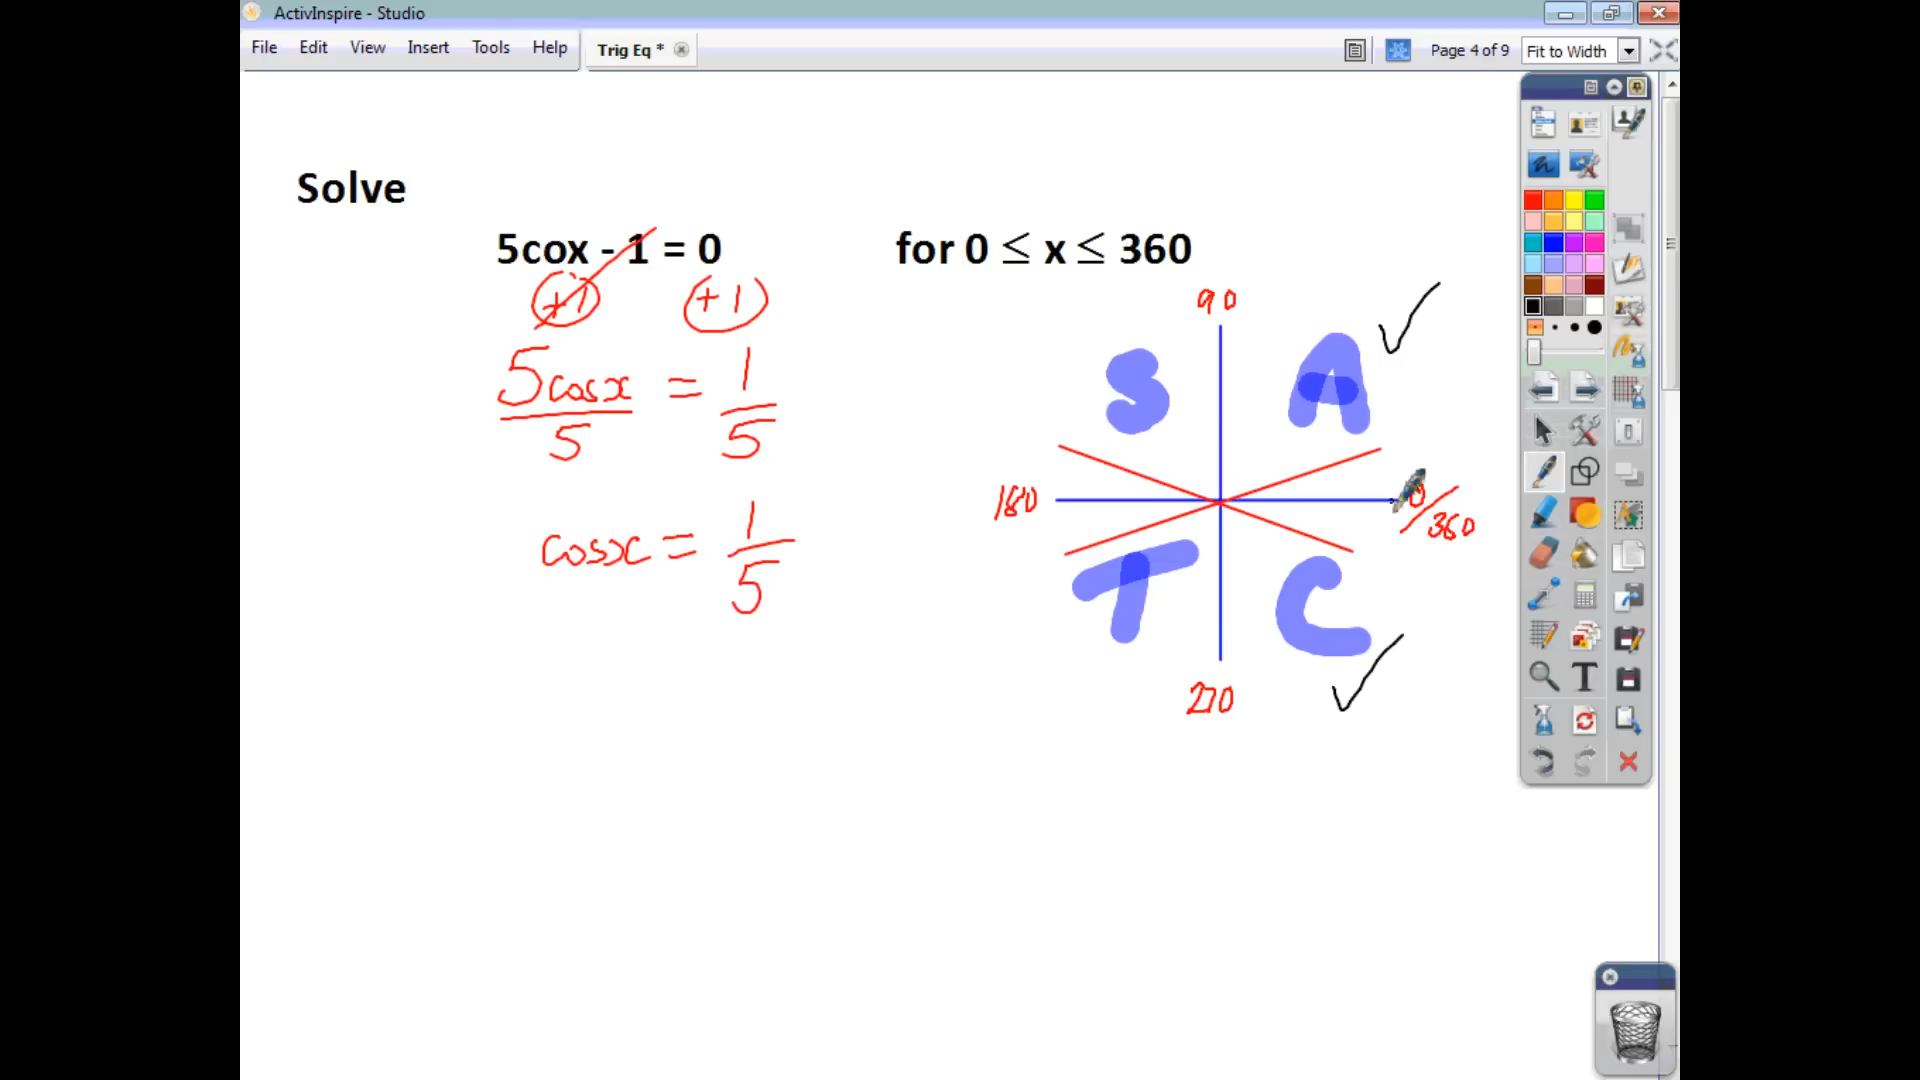 ActivInspire - Studio
File Edit View Insert Tools Help
Trig Eq *
Page 4 of 9
Fit to Width
Solve
5cox - 1 = 0 for 0 ≤ x ≤ 360
+1 +1
5cosx = 1
5 5
cosx = 1
5
90
S A
180 0/360
T C
270